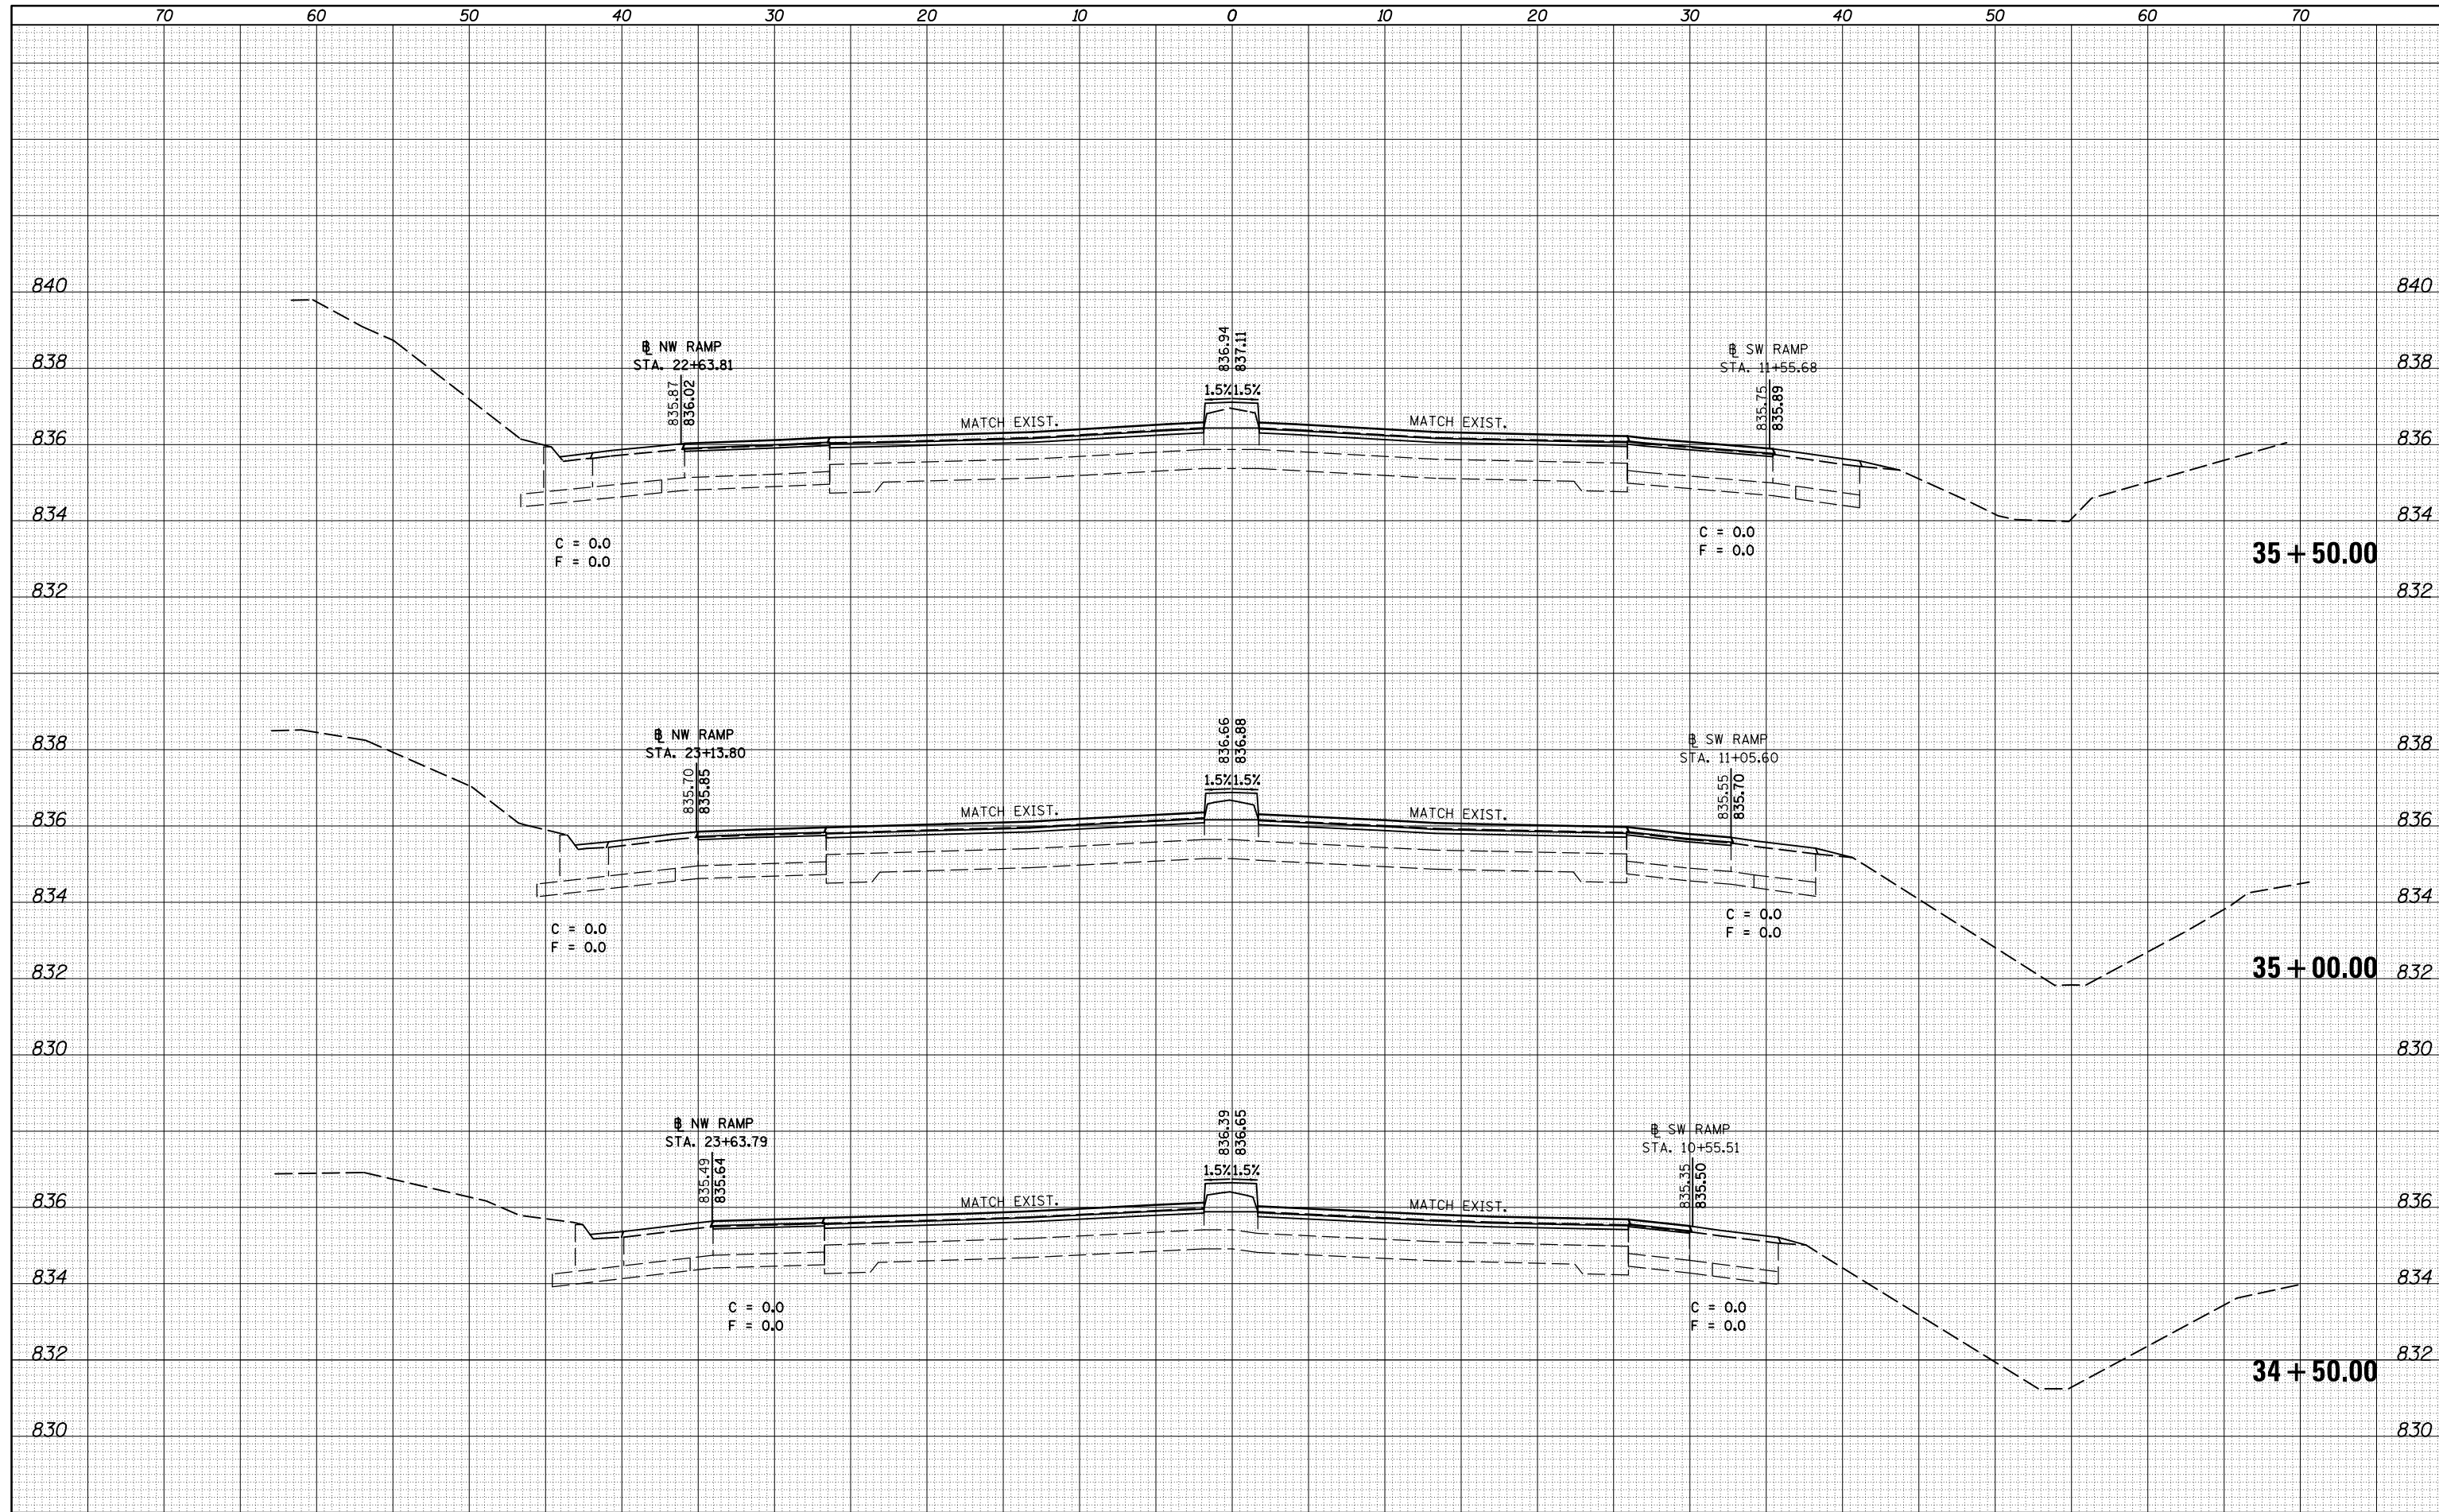 70 60 50 40 30 20 10 0 10 20 30 40 50 60 70
840 840
℄ NW RAMP
STA. 22+63.81
835.87
836.02
836.94
837.11
1.5% 1.5%
℄ SW RAMP
STA. 11+55.68
835.75
835.89
838 838
MATCH EXIST. MATCH EXIST.
836 836
834 834
C = 0.0
F = 0.0
C = 0.0
F = 0.0
35 + 50.00
832 832
℄ NW RAMP
STA. 23+13.80
835.70
835.85
836.66
836.88
1.5% 1.5%
℄ SW RAMP
STA. 11+05.60
835.55
835.70
838 838
MATCH EXIST. MATCH EXIST.
836 836
834 834
C = 0.0
F = 0.0
C = 0.0
F = 0.0
35 + 00.00
832 832
830 830
℄ NW RAMP
STA. 23+63.79
835.49
835.64
836.39
836.65
1.5% 1.5%
℄ SW RAMP
STA. 10+55.51
835.35
835.50
MATCH EXIST. MATCH EXIST.
836 836
834 834
C = 0.0
F = 0.0
C = 0.0
F = 0.0
832 832
34 + 50.00
830 830